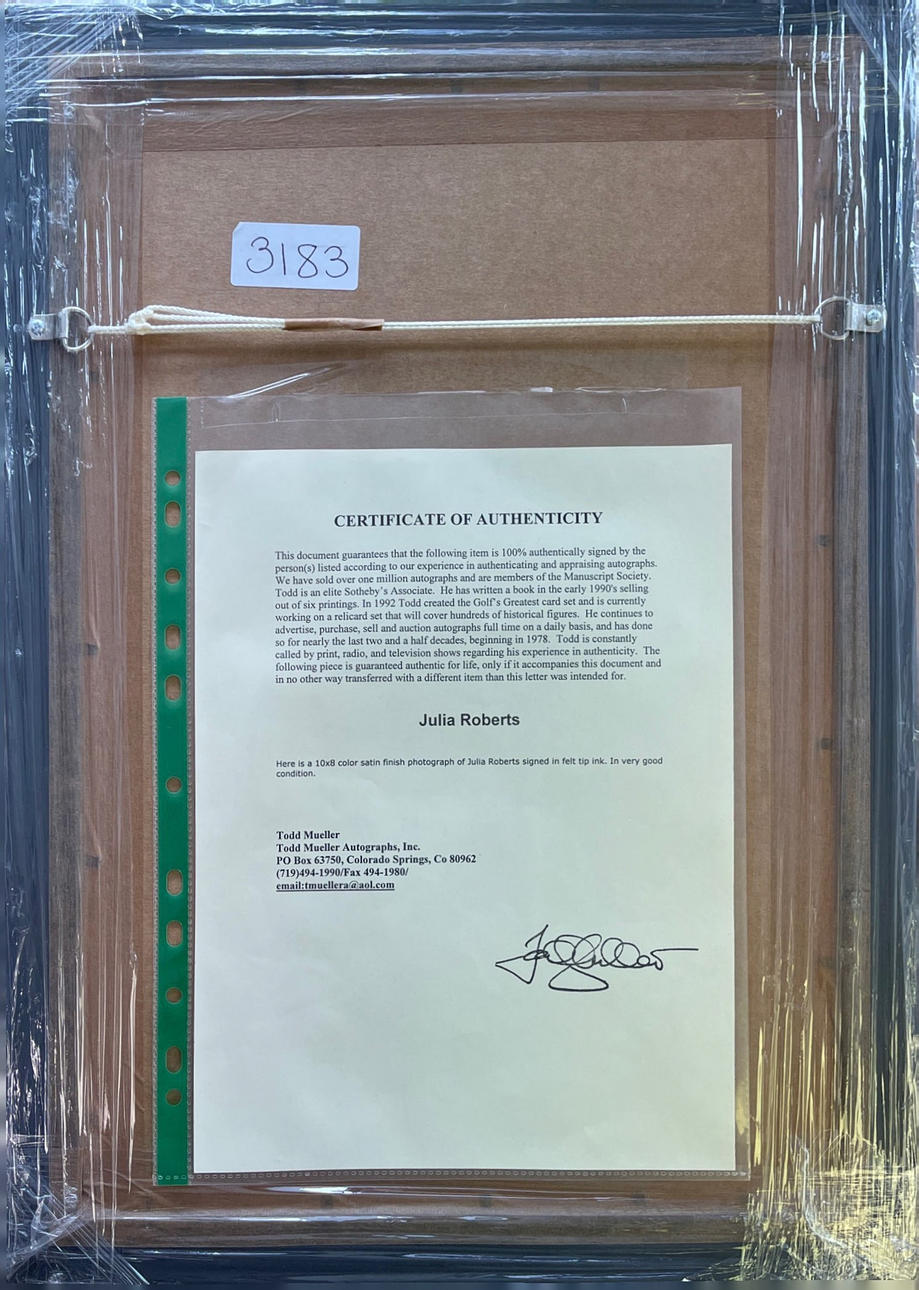 3183
CERTIFICATE OF AUTHENTICITY
This document guarantees that the following item is 100% authentically signed by the
person(s) listed according to our experience in authenticating and appraising autographs.
We have sold over one million autographs and are members of the Manuscript Society.
Todd is an elite Sotheby's Associate. He has written a book in the early 1990's selling
out of six printings. In 1992 Todd created the Golf's Greatest card set and is currently
working on a relicard set that will cover hundreds of historical figures. He continues to
advertise, purchase, sell and auction autographs full time on a daily basis, and has done
so for nearly the last two and a half decades, beginning in 1978. Todd is constantly
called by print, radio, and television shows regarding his experience in authenticity. The
following piece is guaranteed authentic for life, only if it accompanies this document and
in no other way transferred with a different item than this letter was intended for.
Julia Roberts
Here is a 10x8 color satin finish photograph of Julia Roberts signed in felt tip ink. In very good
condition.
Todd Mueller
Todd Mueller Autographs, Inc.
PO Box 63750, Colorado Springs, Co 80962
(719)494-1990/Fax 494-1980/
email:tmuellera@aol.com